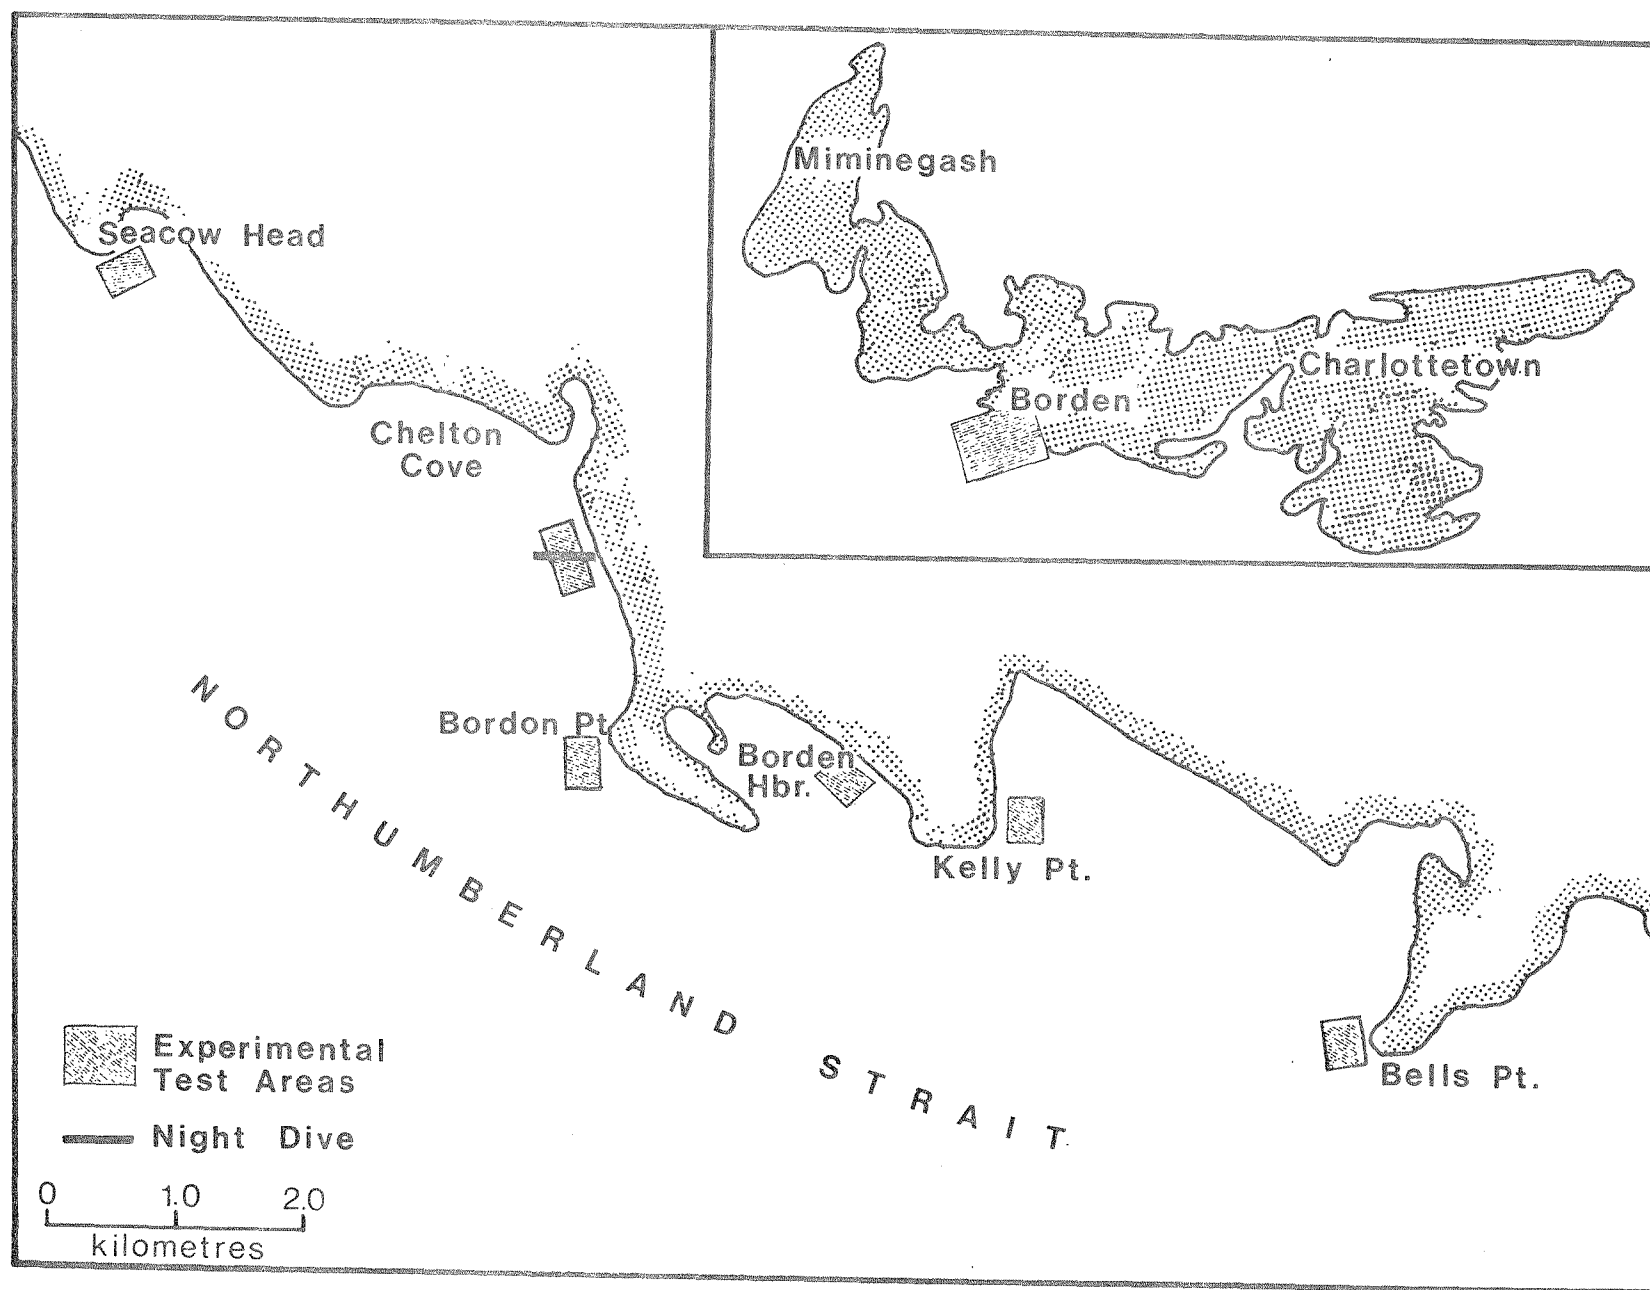 Miminegash
Seacow Head
Charlottetown
Borden
Chelton
Cove
Bordon Pt
Borden
Hbr.
Kelly Pt.
NORTHUMBERLAND STRAIT
Bells Pt.
Experimental
Test Areas
Night Dive
0 1.0 2.0
kilometres